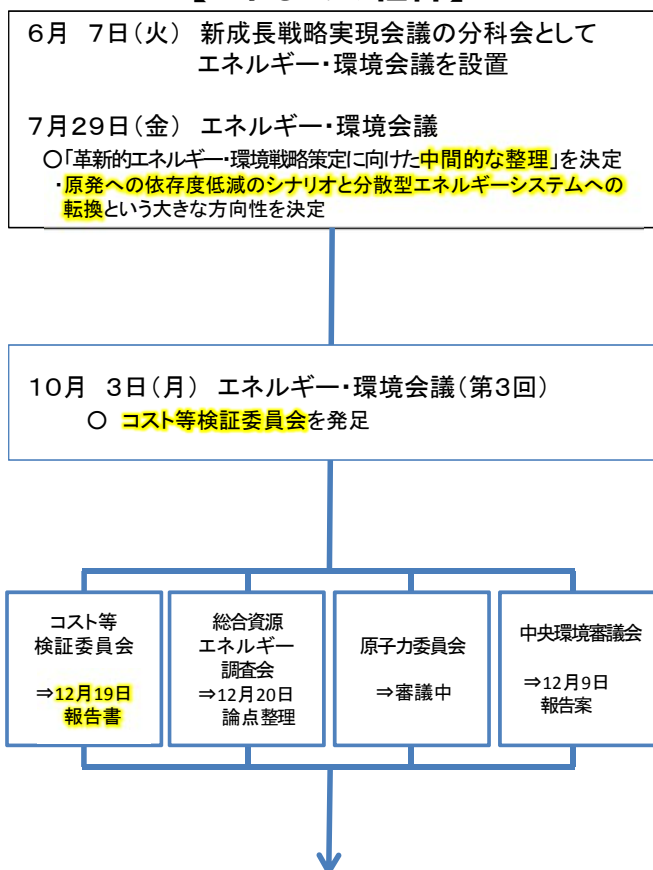 6月 7日(火) 新成長戦略実現会議の分科会として
エネルギー・環境会議を設置
7月29日(金) エネルギー・環境会議
○「革新的エネルギー・環境戦略策定に向けた中間的な整理」を決定
・原発への依存度低減のシナリオと分散型エネルギーシステムへの
転換という大きな方向性を決定
10月 3日(月) エネルギー・環境会議(第3回)
○ コスト等検証委員会を発足
コスト等
検証委員会
⇒12月19日
報告書
総合資源
エネルギー
調査会
⇒12月20日
論点整理
原子力委員会
⇒審議中
中央環境審議会
⇒12月9日
報告案